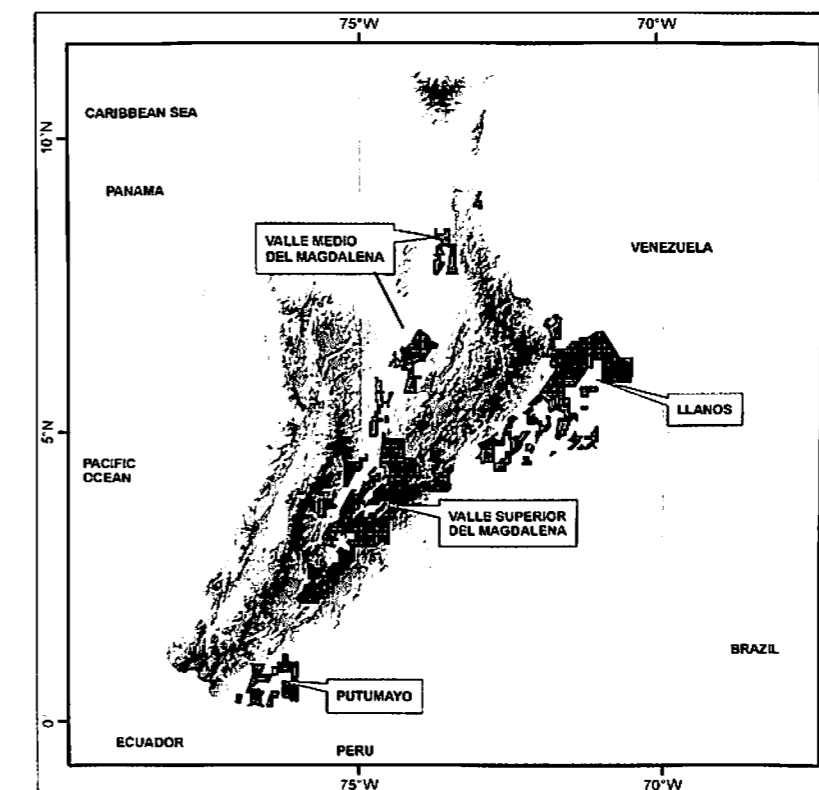 75°W 70°W
CARIBBEAN SEA
10°N
PANAMA
VALLE MEDIO
DEL MAGDALENA
VENEZUELA
LLANOS
5°N
PACIFIC
OCEAN
VALLE SUPERIOR
DEL MAGDALENA
BRAZIL
PUTUMAYO
0°
ECUADOR
PERU
75°W 70°W